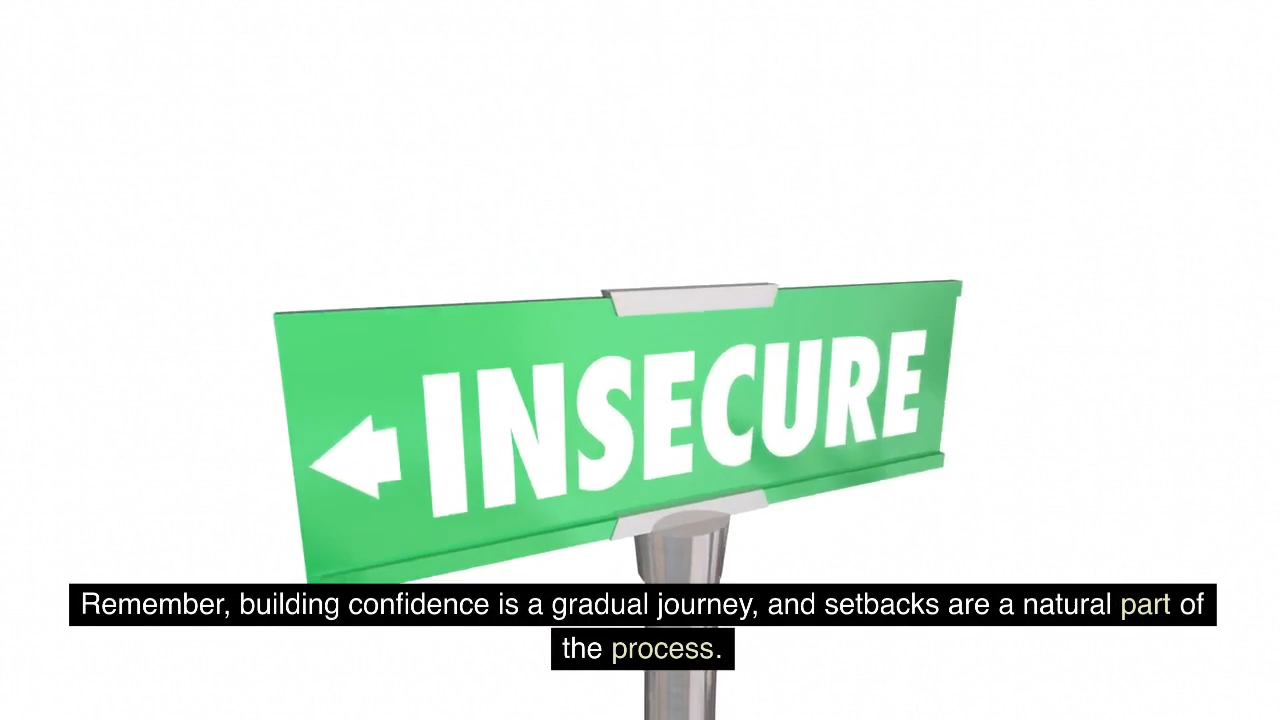 INSECURE
Remember, building confidence is a gradual journey, and setbacks are a natural part of
the process.